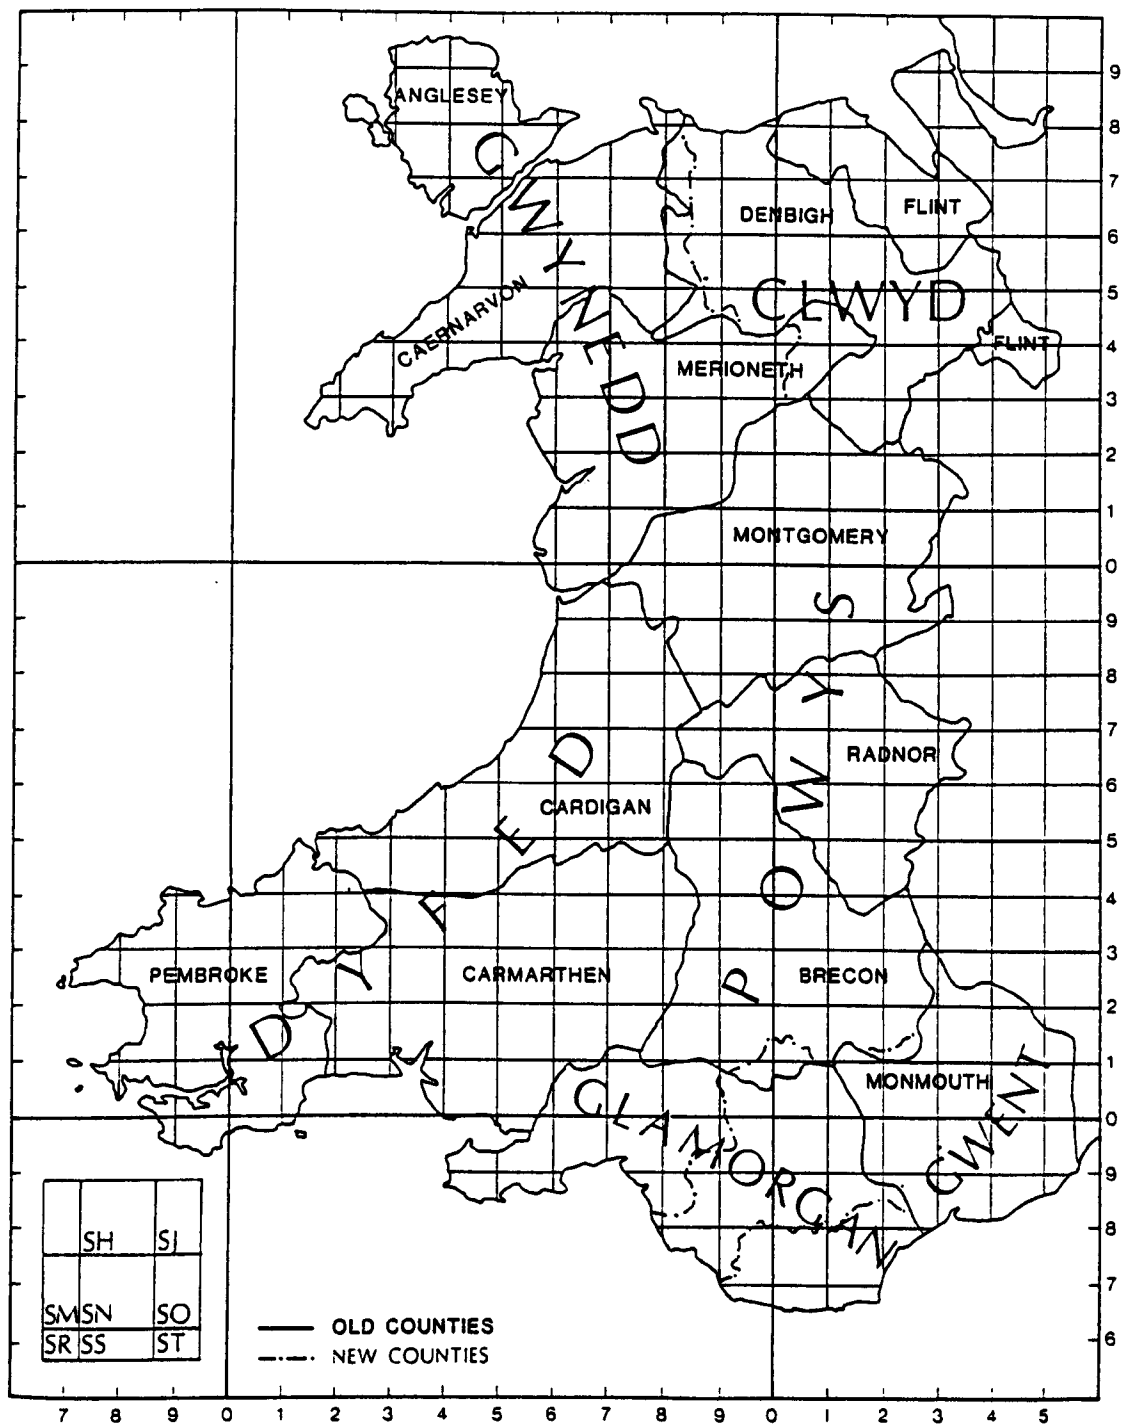 ANGLESEY
GWYNEDD
CAERNARVON
DENBIGH
FLINT
CLWYD
FLINT
MERIONETH
MONTGOMERY
POWYS
RADNOR
CARDIGAN
DYFED
PEMBROKE
CARMARTHEN
BRECON
MONMOUTH
GLAMORGAN
GWENT
9
8
7
6
5
4
3
2
1
0
9
8
7
6
5
4
3
2
1
0
9
8
7
6
SH SJ
SM SN SO
SR SS ST
OLD COUNTIES
NEW COUNTIES
7 8 9 0 1 2 3 4 5 6 7 8 9 0 1 2 3 4 5